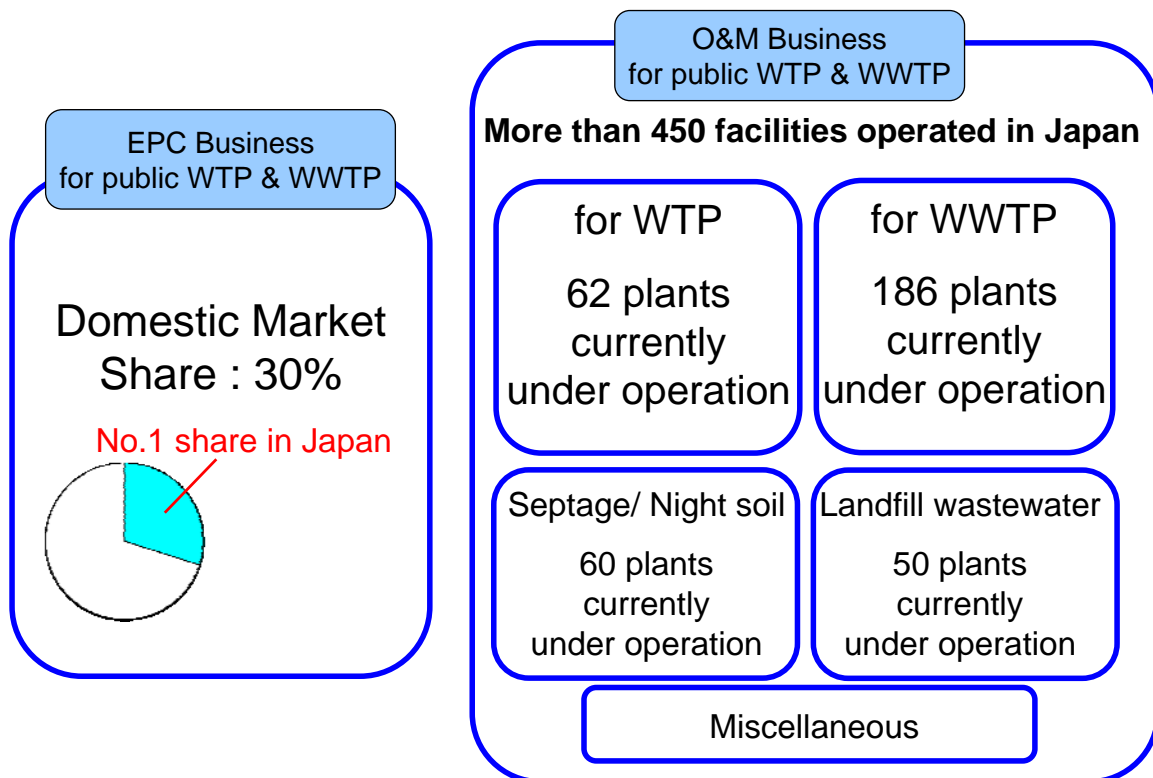 EPC Business
for public WTP & WWTP
Domestic Market
Share : 30%
No.1 share in Japan
O&M Business
for public WTP & WWTP
More than 450 facilities operated in Japan
for WTP
62 plants
currently
under operation
for WWTP
186 plants
currently
under operation
Septage/ Night soil
60 plants
currently
under operation
Landfill wastewater
50 plants
currently
under operation
Miscellaneous